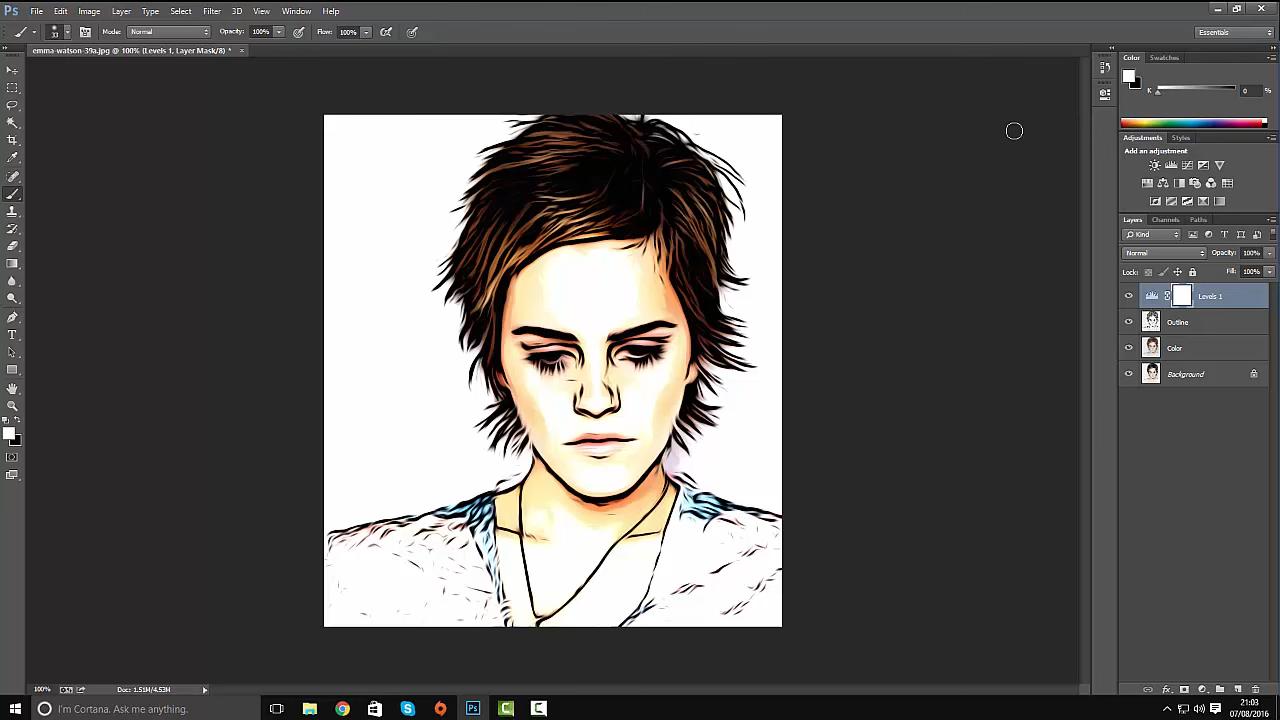 Ps File Edit Image Layer Type Select Filter 3D View Window Help
33 Mode: Normal Opacity: 100% Flow: 100% Essentials
emma-watson-39a.jpg @ 100% (Levels 1, Layer Mask/8) * ×
Color Swatches
K 0 %
Adjustments Styles
Add an adjustment
Layers Channels Paths
Kind
Normal Opacity: 100%
Lock: Fill: 100%
Levels 1
Outline
Color
Background
100% Doc: 1.51M/4.53M
I'm Cortana. Ask me anything.
21:03
07/08/2016